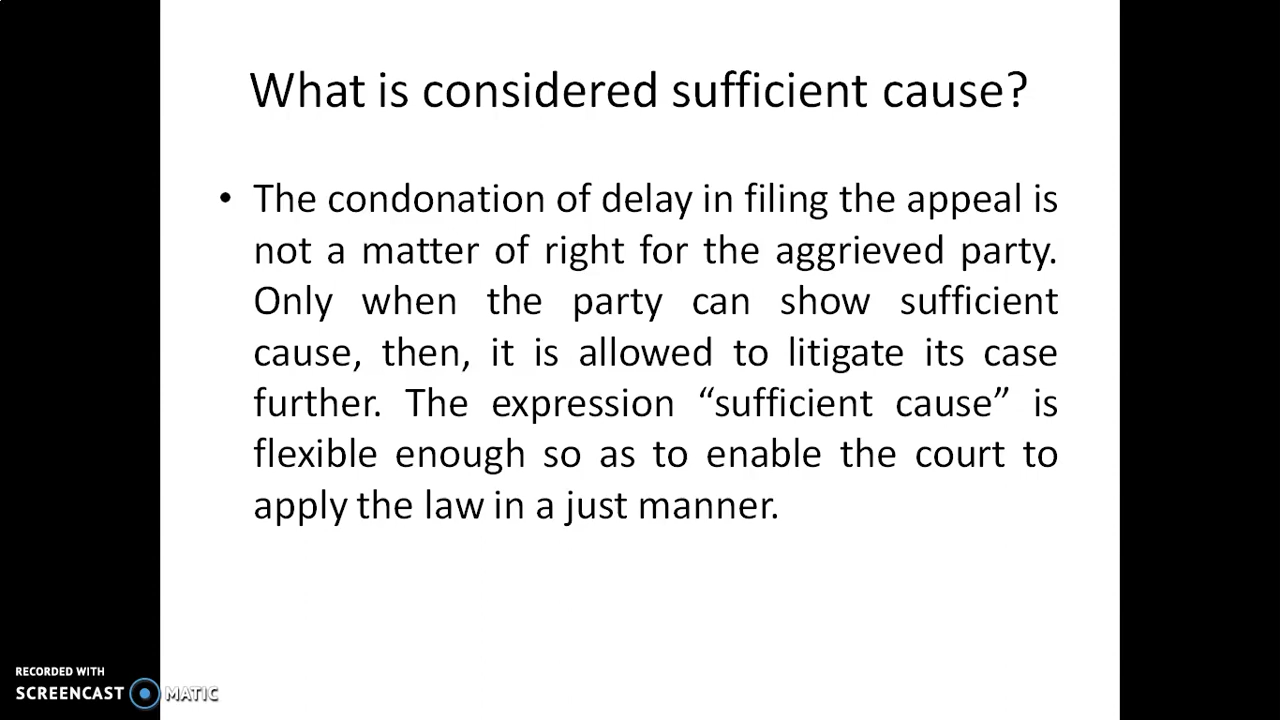 What is considered sufficient cause?
• The condonation of delay in filing the appeal is
not a matter of right for the aggrieved party.
Only when the party can show sufficient
cause, then, it is allowed to litigate its case
further. The expression “sufficient cause” is
flexible enough so as to enable the court to
apply the law in a just manner.
RECORDED WITH
SCREENCAST MATIC